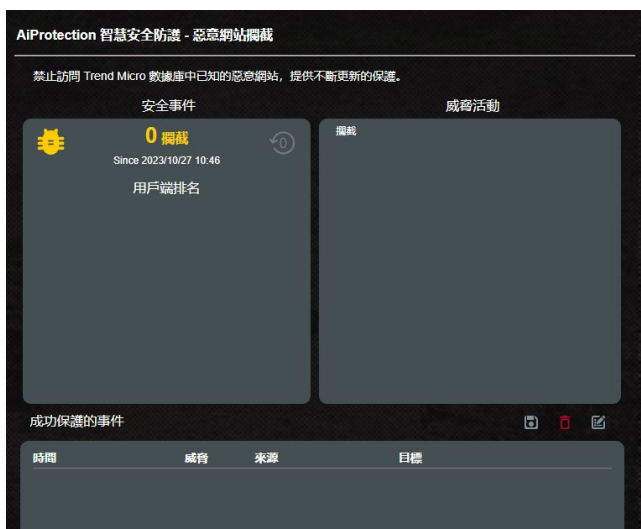 AiProtection 智慧安全防護 - 惡意網站攔截
禁止訪問 Trend Micro 數據庫中已知的惡意網站，提供不斷更新的保護。
安全事件
威脅活動
0 攔截
0
Since 2023/10/27 10:46
用戶端排名
攔截
成功保護的事件
時間 威脅 來源 目標